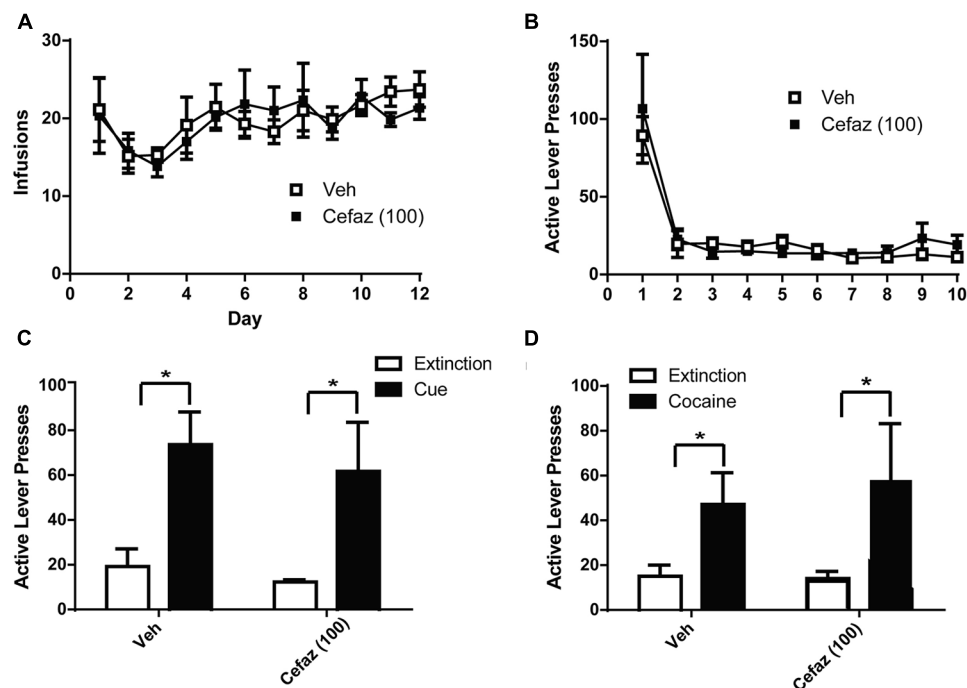 A
30
20
10
0
Infusions
Veh
Cefaz (100)
0 2 4 6 8 10 12
Day
B
150
100
50
0
Active Lever Presses
Veh
Cefaz (100)
0 1 2 3 4 5 6 7 8 9 10
C
Extinction
Cue
100
80
60
40
20
0
Active Lever Presses
*
*
Veh
Cefaz (100)
D
Extinction
Cocaine
100
80
60
40
20
0
Active Lever Presses
*
*
Veh
Cefaz (100)